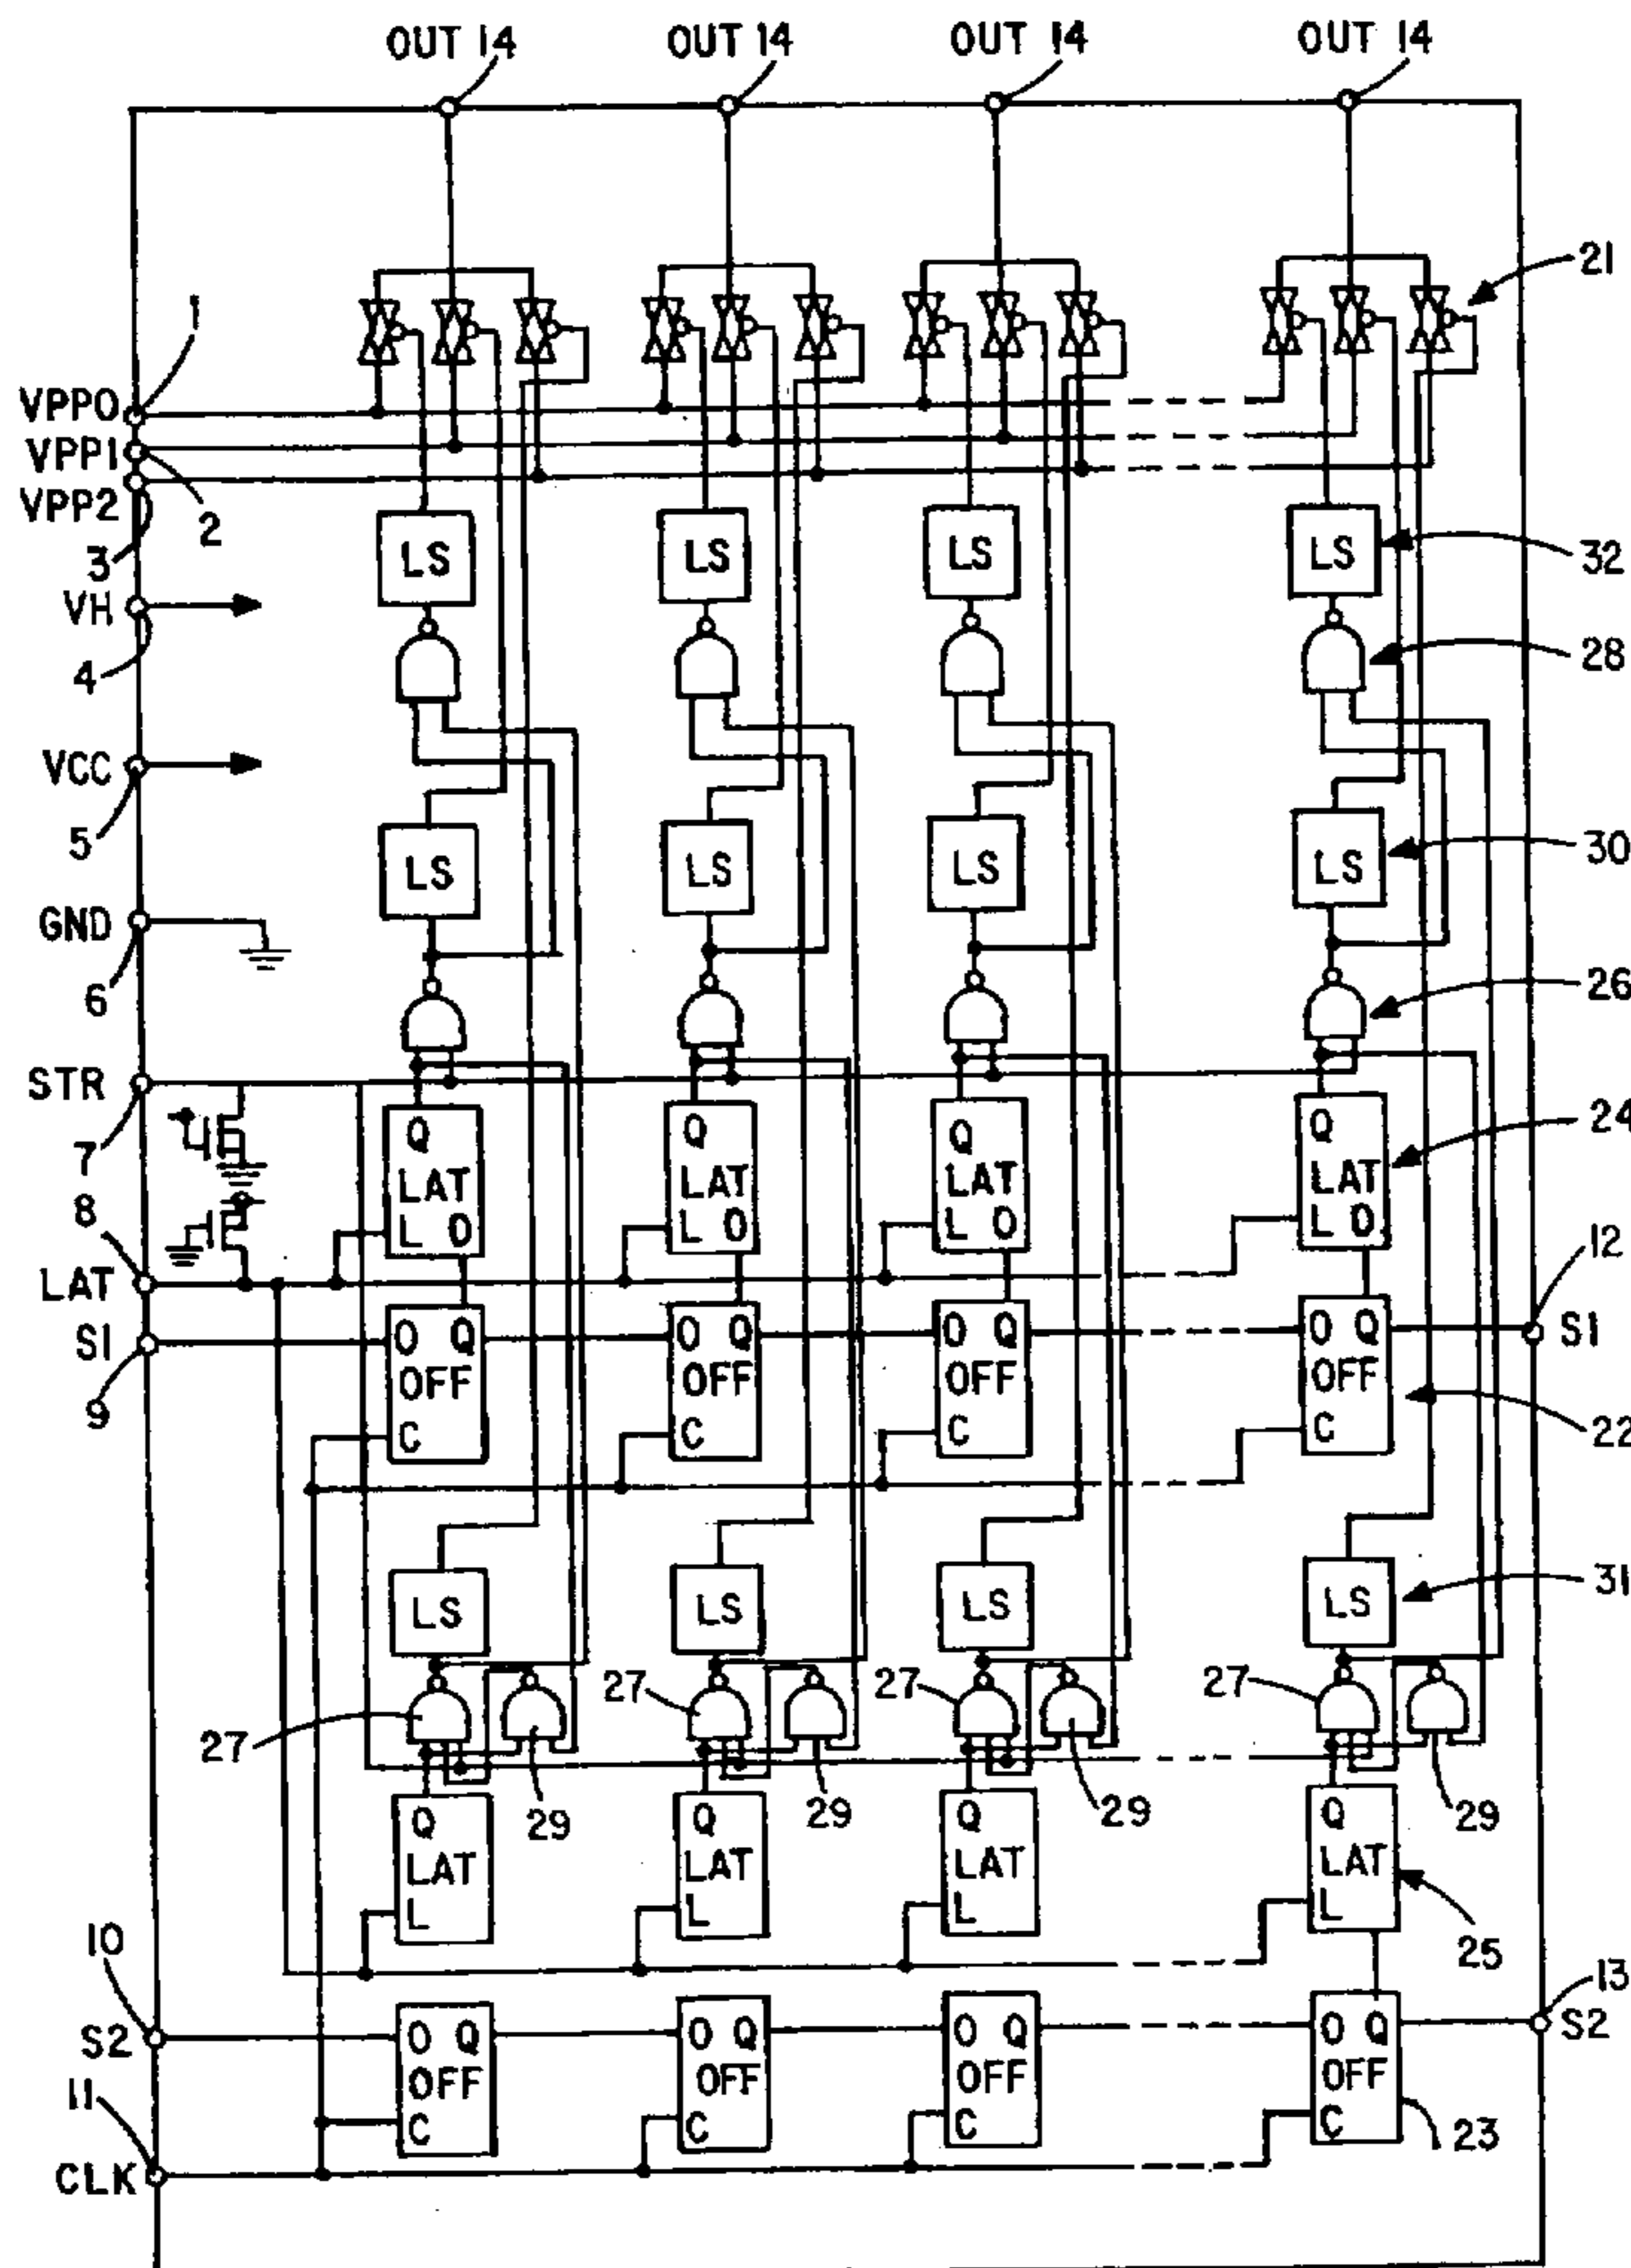 OUT 14 OUT 14 OUT 14 OUT 14
21
1
VPP0
VPP1
VPP2
2
3
LS LS LS LS
32
VH
4
28
VCC
5
LS LS LS LS
30
GND
6
26
STR
7
Q Q Q Q
24
LAT LAT LAT LAT
8
L O L O L O L O
12
LAT
S1
O Q O Q O Q O Q
S1
OFF OFF OFF OFF
9
C C C C
22
LS LS LS LS
31
27 27 27 27
29 29 29 29
Q Q Q Q
LAT LAT LAT LAT
L L L L
25
10
13
S2
O Q O Q O Q O Q
S2
OFF OFF OFF OFF
11
C C C C
23
CLK